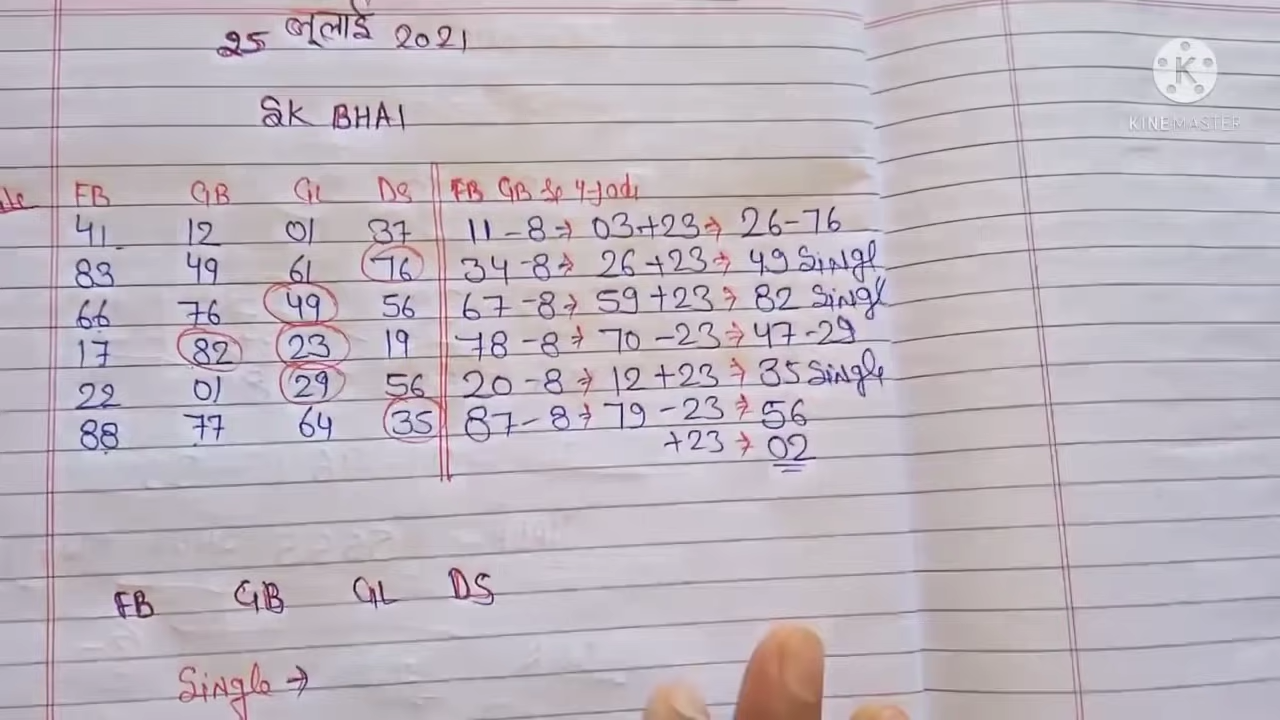 25 जूलाई 2021
K
KINEMASTER
SK BHAI
FB GB GL DS FB GB Se 4-Jodi
41 12 01 37 11-8→ 03+23→ 26-76
83 49 61 76 34-8→ 26+23→ 49 Singl
66 76 49 56 67-8→ 59+23→ 82 Singl
17 82 23 19 78-8→ 70-23→ 47-29
22 01 29 56 20-8→ 12+23→ 35 Single
88 77 64 35 87-8→ 79-23→ 56
+23→ 02
FB GB GL DS
Single →